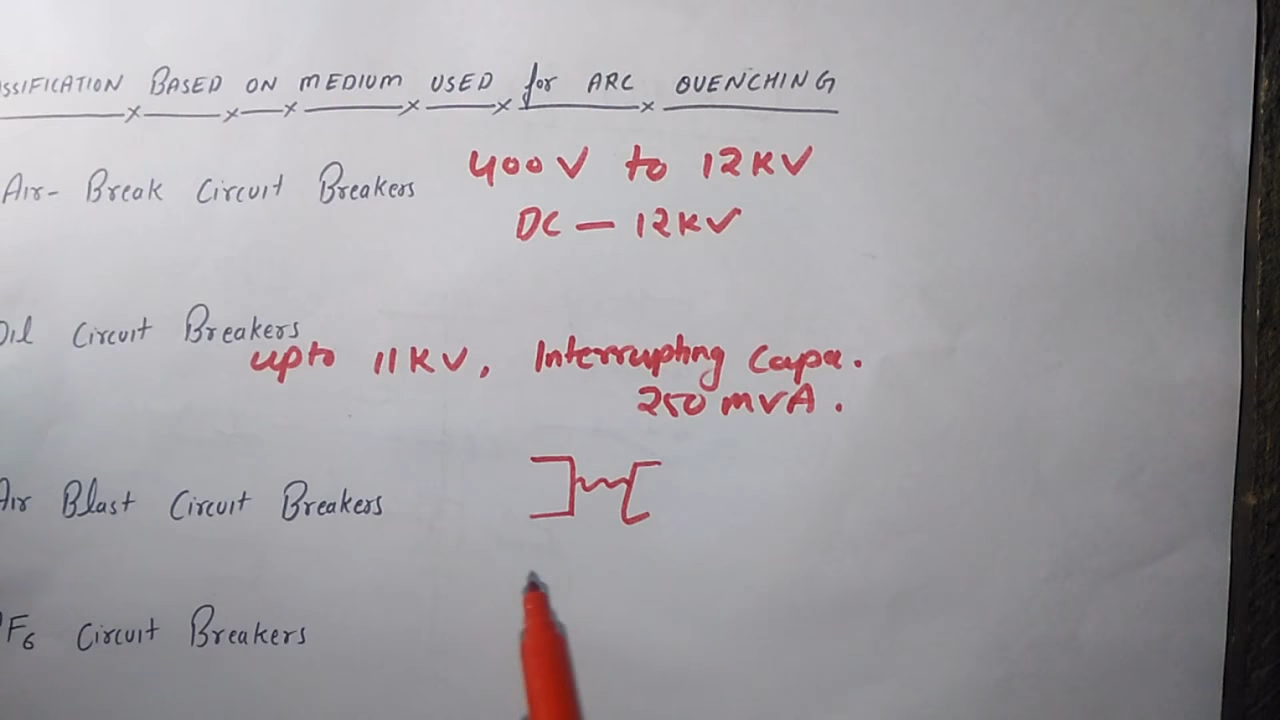 SSIFICATION BASED ON MEDIUM USED for ARC QUENCHING
Air-Break Circuit Breakers 400V to 12KV
DC - 12KV
Oil Circuit Breakers
upto 11KV, Interrupting Capa.
250 MVA.
Air Blast Circuit Breakers
F6 Circuit Breakers